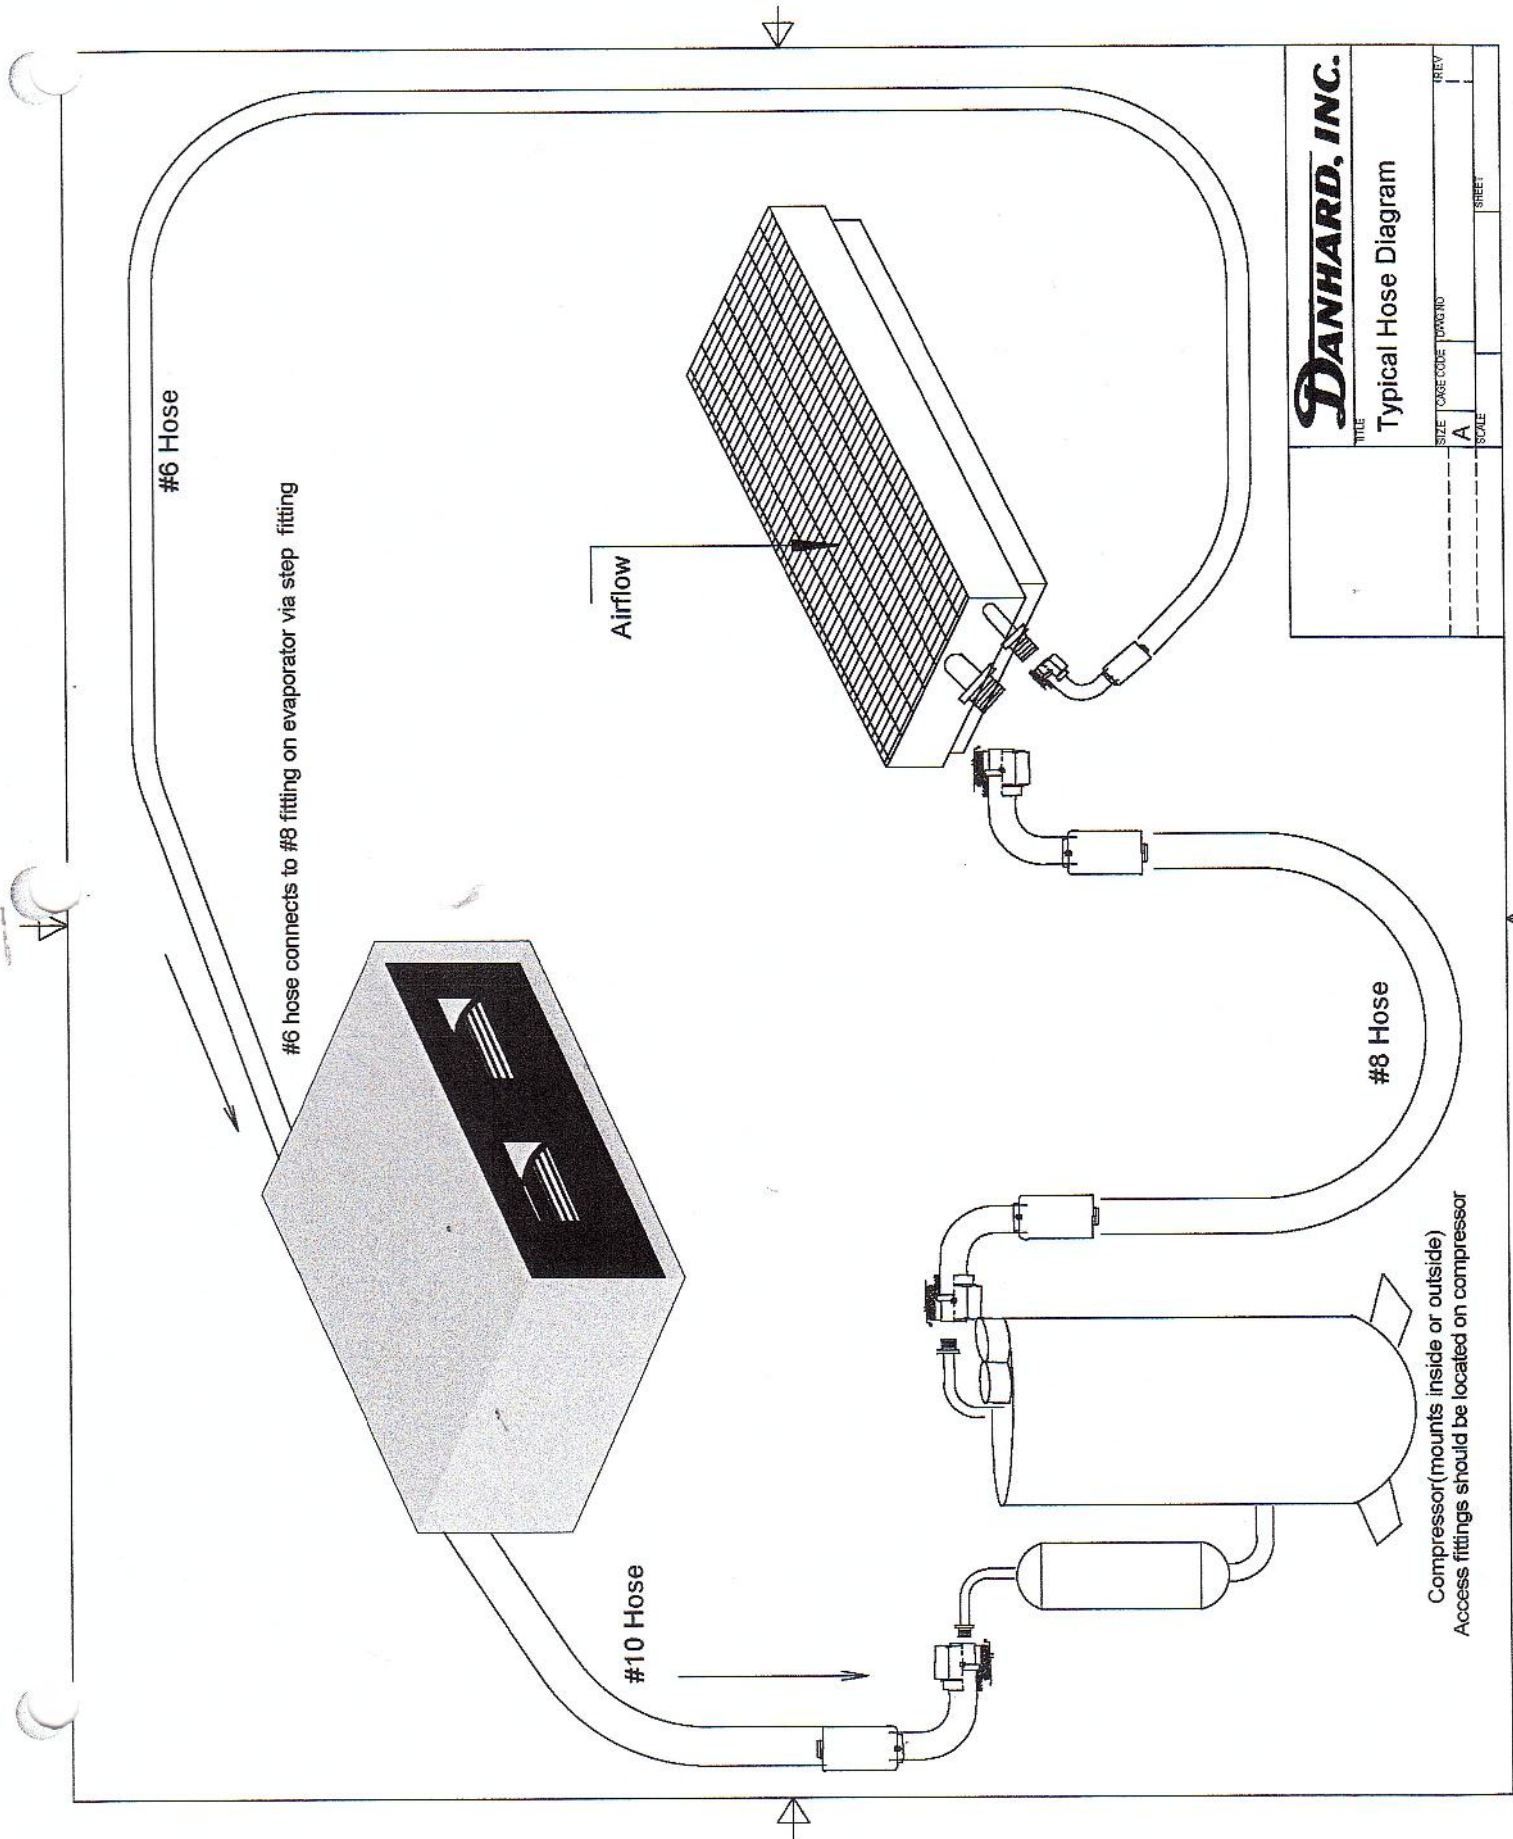 #6 Hose
#6 hose connects to #8 fitting on evaporator via step fitting
Airflow
#10 Hose
#8 Hose
Compressor(mounts inside or outside)
Access fittings should be located on compressor
DANHARD, INC.
TITLE
Typical Hose Diagram
SIZE
A
CAGE CODE
DWG NO
REV
SCALE
SHEET